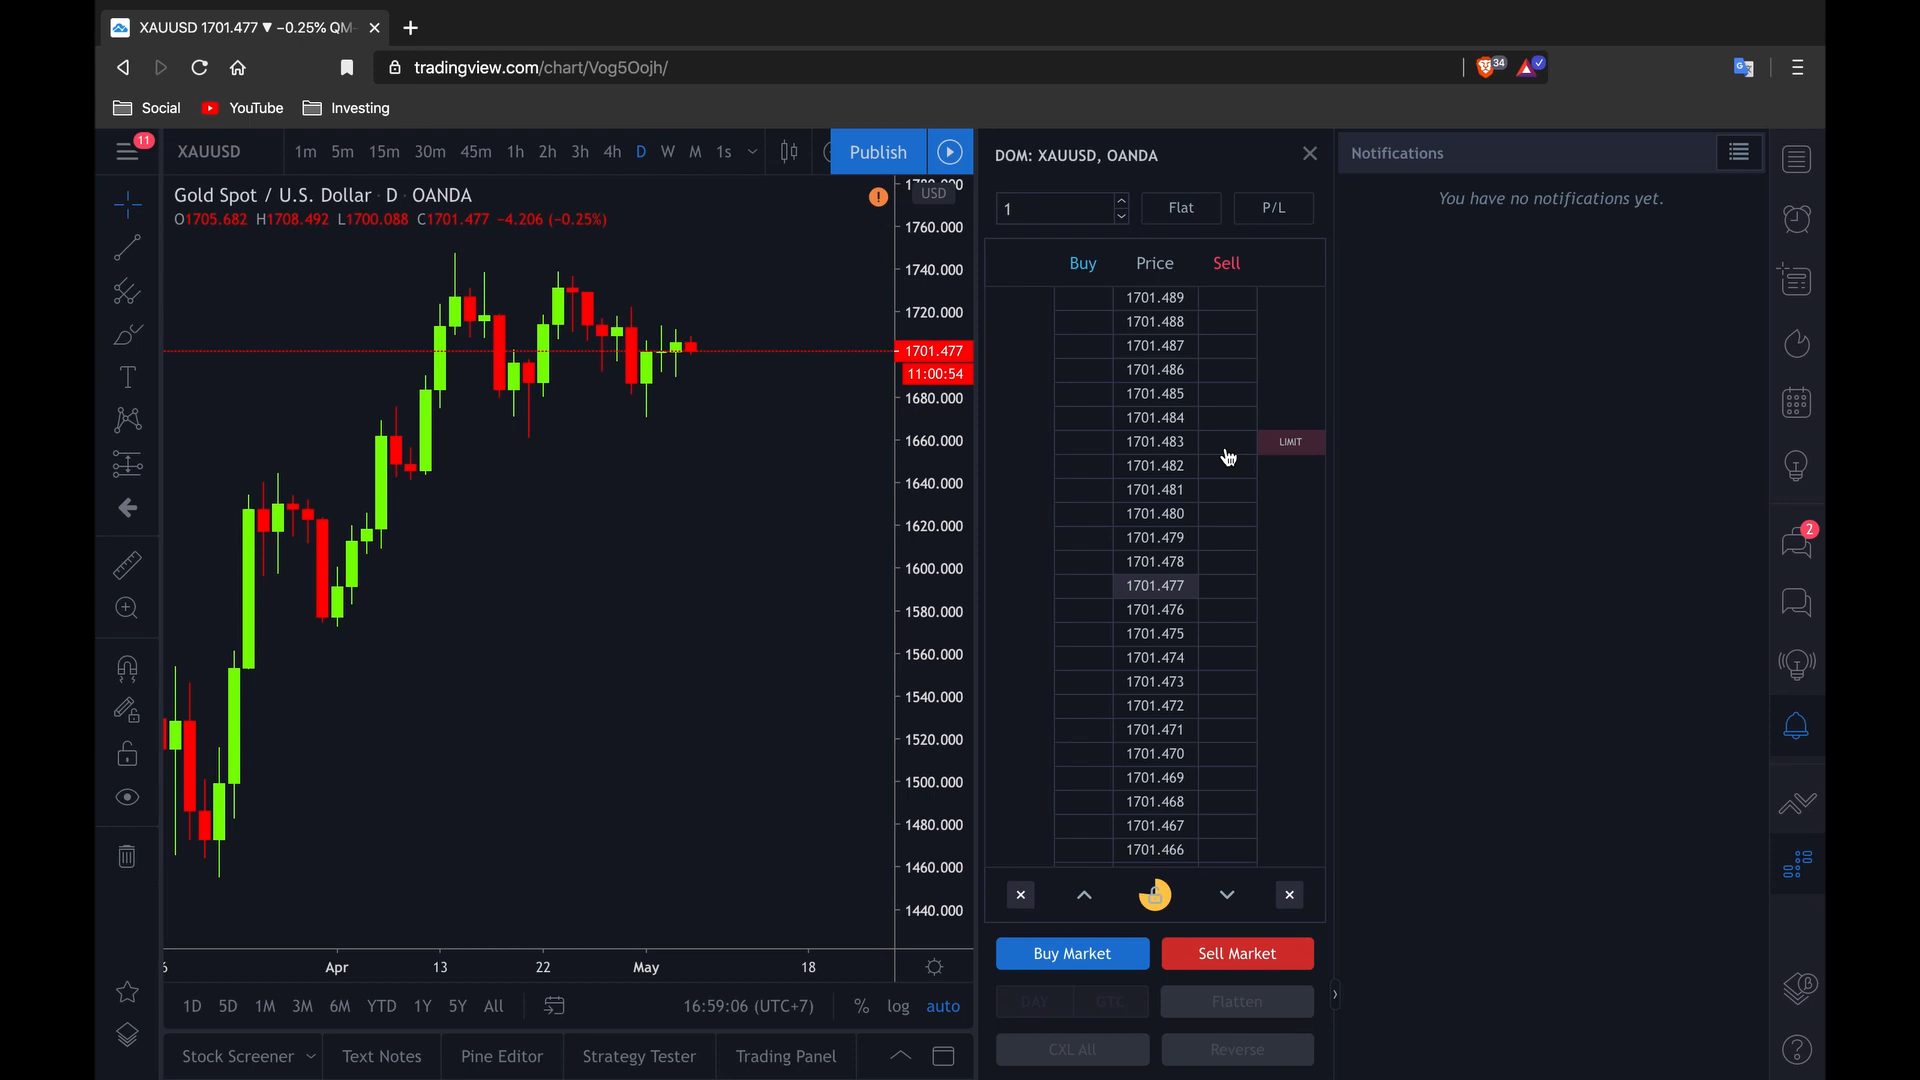 XAUUSD 1701.477 ▼ −0.25% QM-
tradingview.com/chart/Vog5Oojh/
34
Social YouTube Investing
11
XAUUSD 1m 5m 15m 30m 45m 1h 2h 3h 4h D W M 1s Publish
Gold Spot / U.S. Dollar D OANDA
O1705.682 H1708.492 L1700.088 C1701.477 −4.206 (−0.25%)
USD
1760.000
1740.000
1720.000
1701.477
11:00:54
1680.000
1660.000
1640.000
1620.000
1600.000
1580.000
1560.000
1540.000
1520.000
1500.000
1480.000
1460.000
1440.000
Apr 13 22 May 18
1D 5D 1M 3M 6M YTD 1Y 5Y All 16:59:06 (UTC+7) % log auto
Stock Screener Text Notes Pine Editor Strategy Tester Trading Panel
DOM: XAUUSD, OANDA
1 Flat P/L
Buy Price Sell
1701.489
1701.488
1701.487
1701.486
1701.485
1701.484
1701.483 LIMIT
1701.482
1701.481
1701.480
1701.479
1701.478
1701.477
1701.476
1701.475
1701.474
1701.473
1701.472
1701.471
1701.470
1701.469
1701.468
1701.467
1701.466
Buy Market Sell Market
DAY GTC Flatten
CXL All Reverse
Notifications
You have no notifications yet.
2